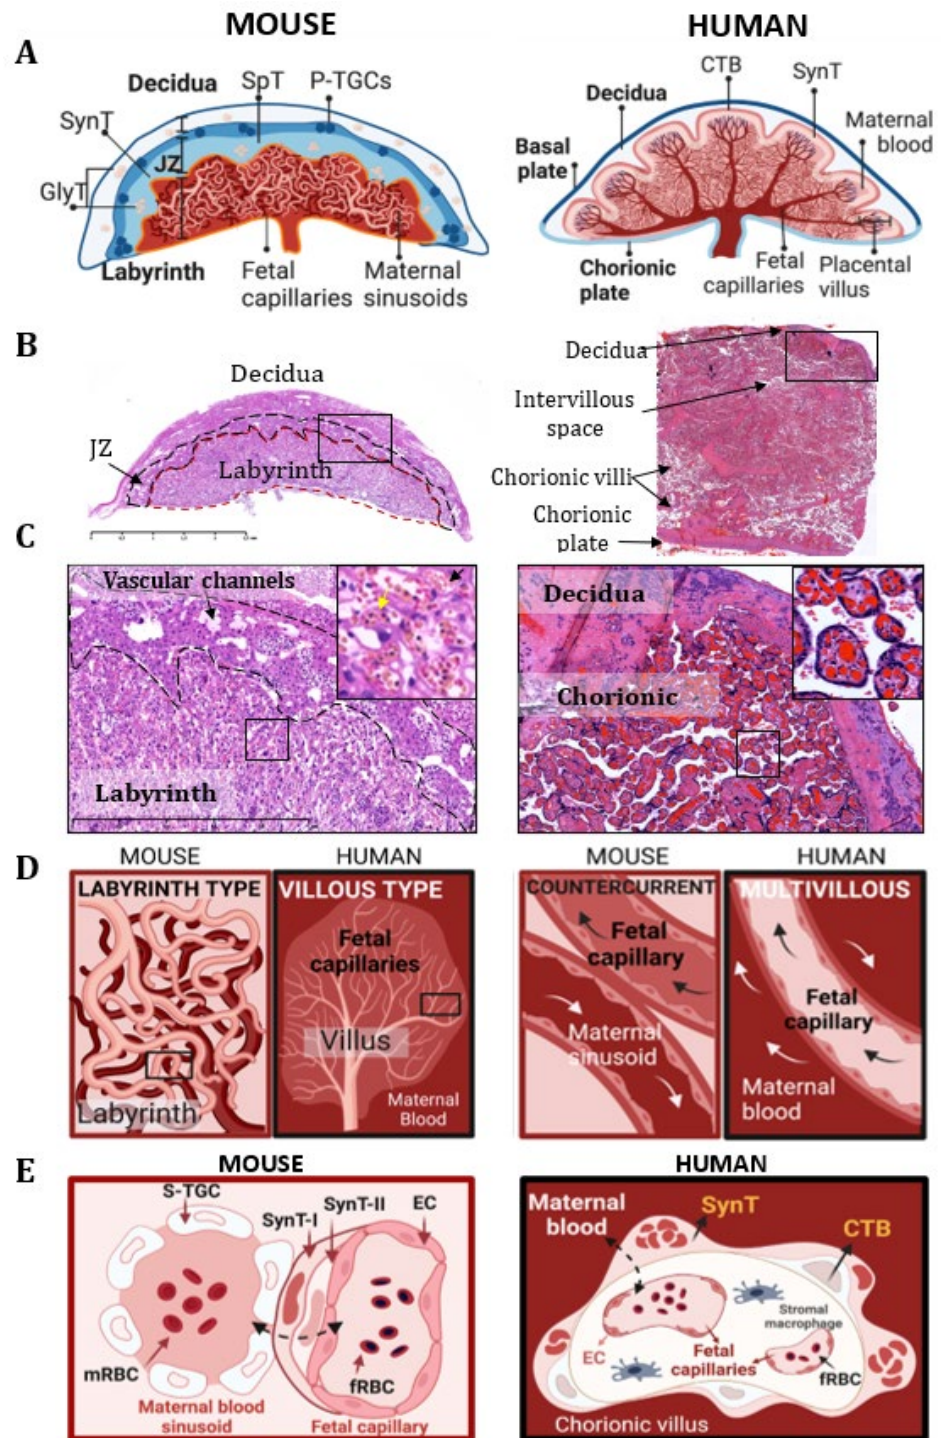 MOUSE
HUMAN
A
Decidua
SpT
P-TGCs
SynT
JZ
GlyT
Labyrinth
Fetal
capillaries
Maternal
sinusoids
CTB
SynT
Decidua
Maternal
blood
Basal
plate
Chorionic
plate
Fetal
capillaries
Placental
villus
B
Decidua
JZ
Labyrinth
Decidua
Intervillous
space
Chorionic villi
Chorionic
plate
C
Vascular channels
Labyrinth
Decidua
Chorionic
D
MOUSE
HUMAN
LABYRINTH TYPE
VILLOUS TYPE
Fetal
capillaries
Villus
Labyrinth
Maternal
Blood
MOUSE
HUMAN
COUNTERCURRENT
MULTIVILLOUS
Fetal
capillary
Maternal
sinusoid
Fetal
capillary
Maternal
blood
E
MOUSE
HUMAN
S-TGC
SynT-I
SynT-II
EC
mRBC
fRBC
Maternal blood
sinusoid
Fetal capillary
Maternal
blood
SynT
CTB
Stromal
macrophage
EC
Fetal
capillaries
fRBC
Chorionic villus